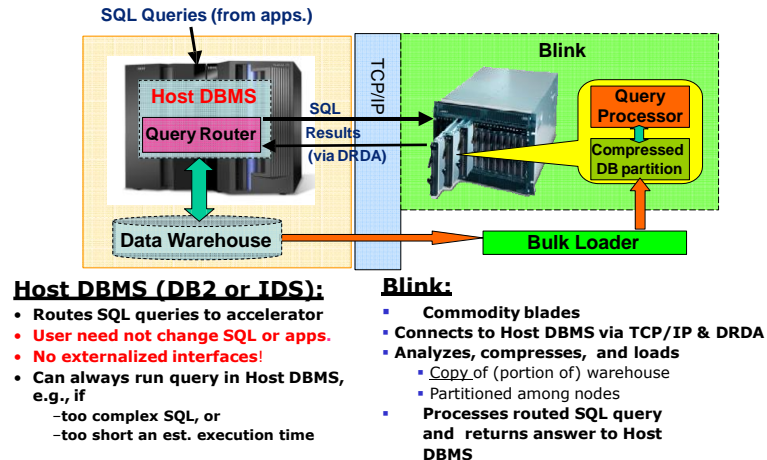 SQL Queries (from apps.)
Blink
TCP/IP
Host DBMS
Query Router
SQL
Results
(via DRDA)
Query
Processor
Compressed
DB partition
Data Warehouse
Bulk Loader
Host DBMS (DB2 or IDS):
• Routes SQL queries to accelerator
• User need not change SQL or apps.
• No externalized interfaces!
• Can always run query in Host DBMS,
e.g., if
–too complex SQL, or
–too short an est. execution time
Blink:
▪ Commodity blades
▪ Connects to Host DBMS via TCP/IP & DRDA
▪ Analyzes, compresses, and loads
▪ Copy of (portion of) warehouse
▪ Partitioned among nodes
▪ Processes routed SQL query
and returns answer to Host
DBMS